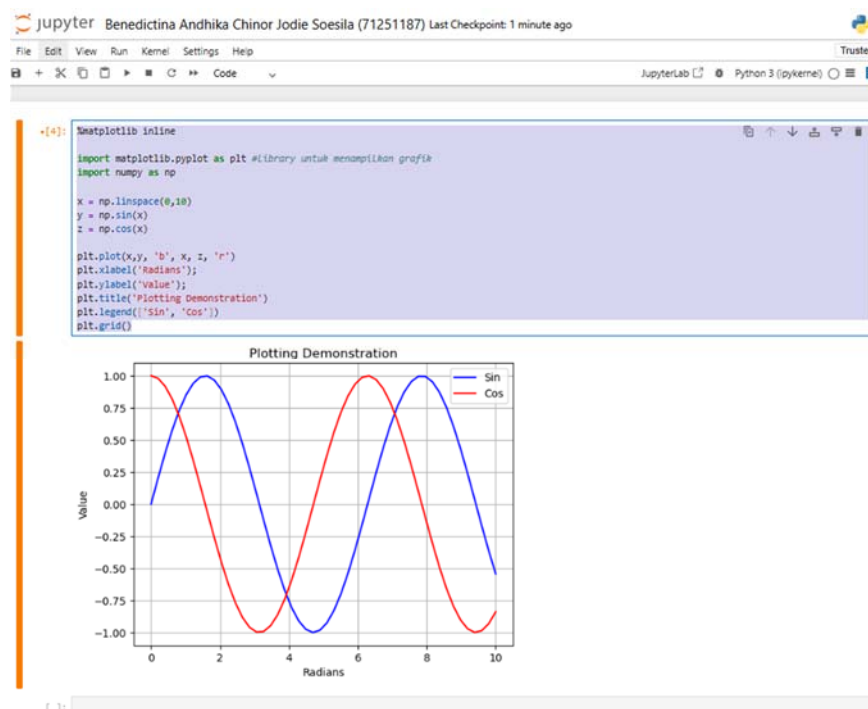 jupyter Benedictina Andhika Chinor Jodie Soesila (71251187) Last Checkpoint: 1 minute ago
File Edit View Run Kernel Settings Help
Code JupyterLab Python 3 (ipykernel)
[4]: %matplotlib inline
import matplotlib.pyplot as plt #Library untuk menampilkan grafik
import numpy as np
x = np.linspace(0,10)
y = np.sin(x)
z = np.cos(x)
plt.plot(x,y, 'b', x, z, 'r')
plt.xlabel('Radians');
plt.ylabel('Value');
plt.title('Plotting Demonstration')
plt.legend(['Sin', 'Cos'])
plt.grid()
Plotting Demonstration
Sin
Cos
1.00
0.75
0.50
0.25
0.00
−0.25
−0.50
−0.75
−1.00
Value
0 2 4 6 8 10
Radians
[ ]: